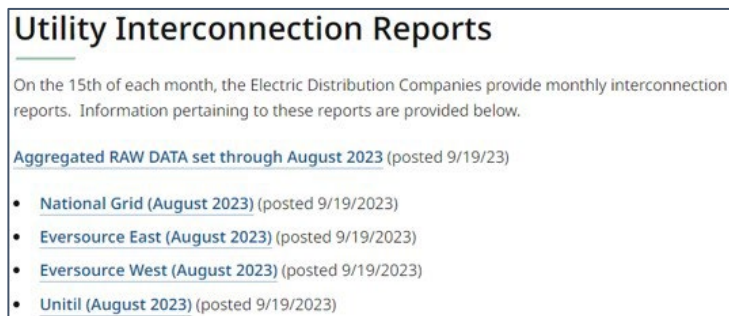 Utility Interconnection Reports
On the 15th of each month, the Electric Distribution Companies provide monthly interconnection
reports. Information pertaining to these reports are provided below.
Aggregated RAW DATA set through August 2023 (posted 9/19/23)
• National Grid (August 2023) (posted 9/19/2023)
• Eversource East (August 2023) (posted 9/19/2023)
• Eversource West (August 2023) (posted 9/19/2023)
• Unitil (August 2023) (posted 9/19/2023)